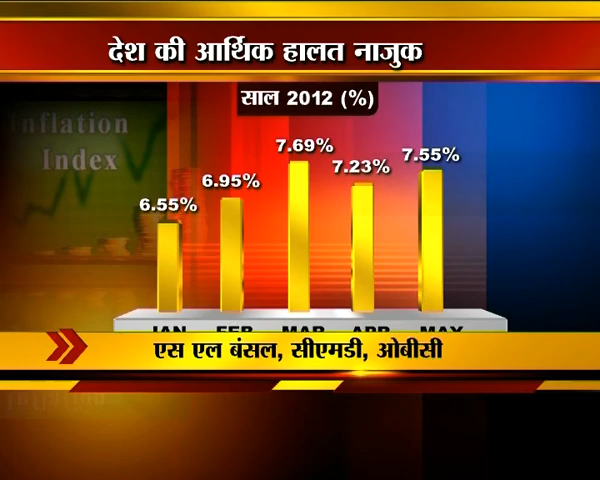 देश की आर्थिक हालत नाजुक
साल 2012 (%)
Inflation
Index
6.55%
6.95%
7.69%
7.23%
7.55%
JAN FEB MAR APR MAY
एस एल बंसल, सीएमडी, ओबीसी